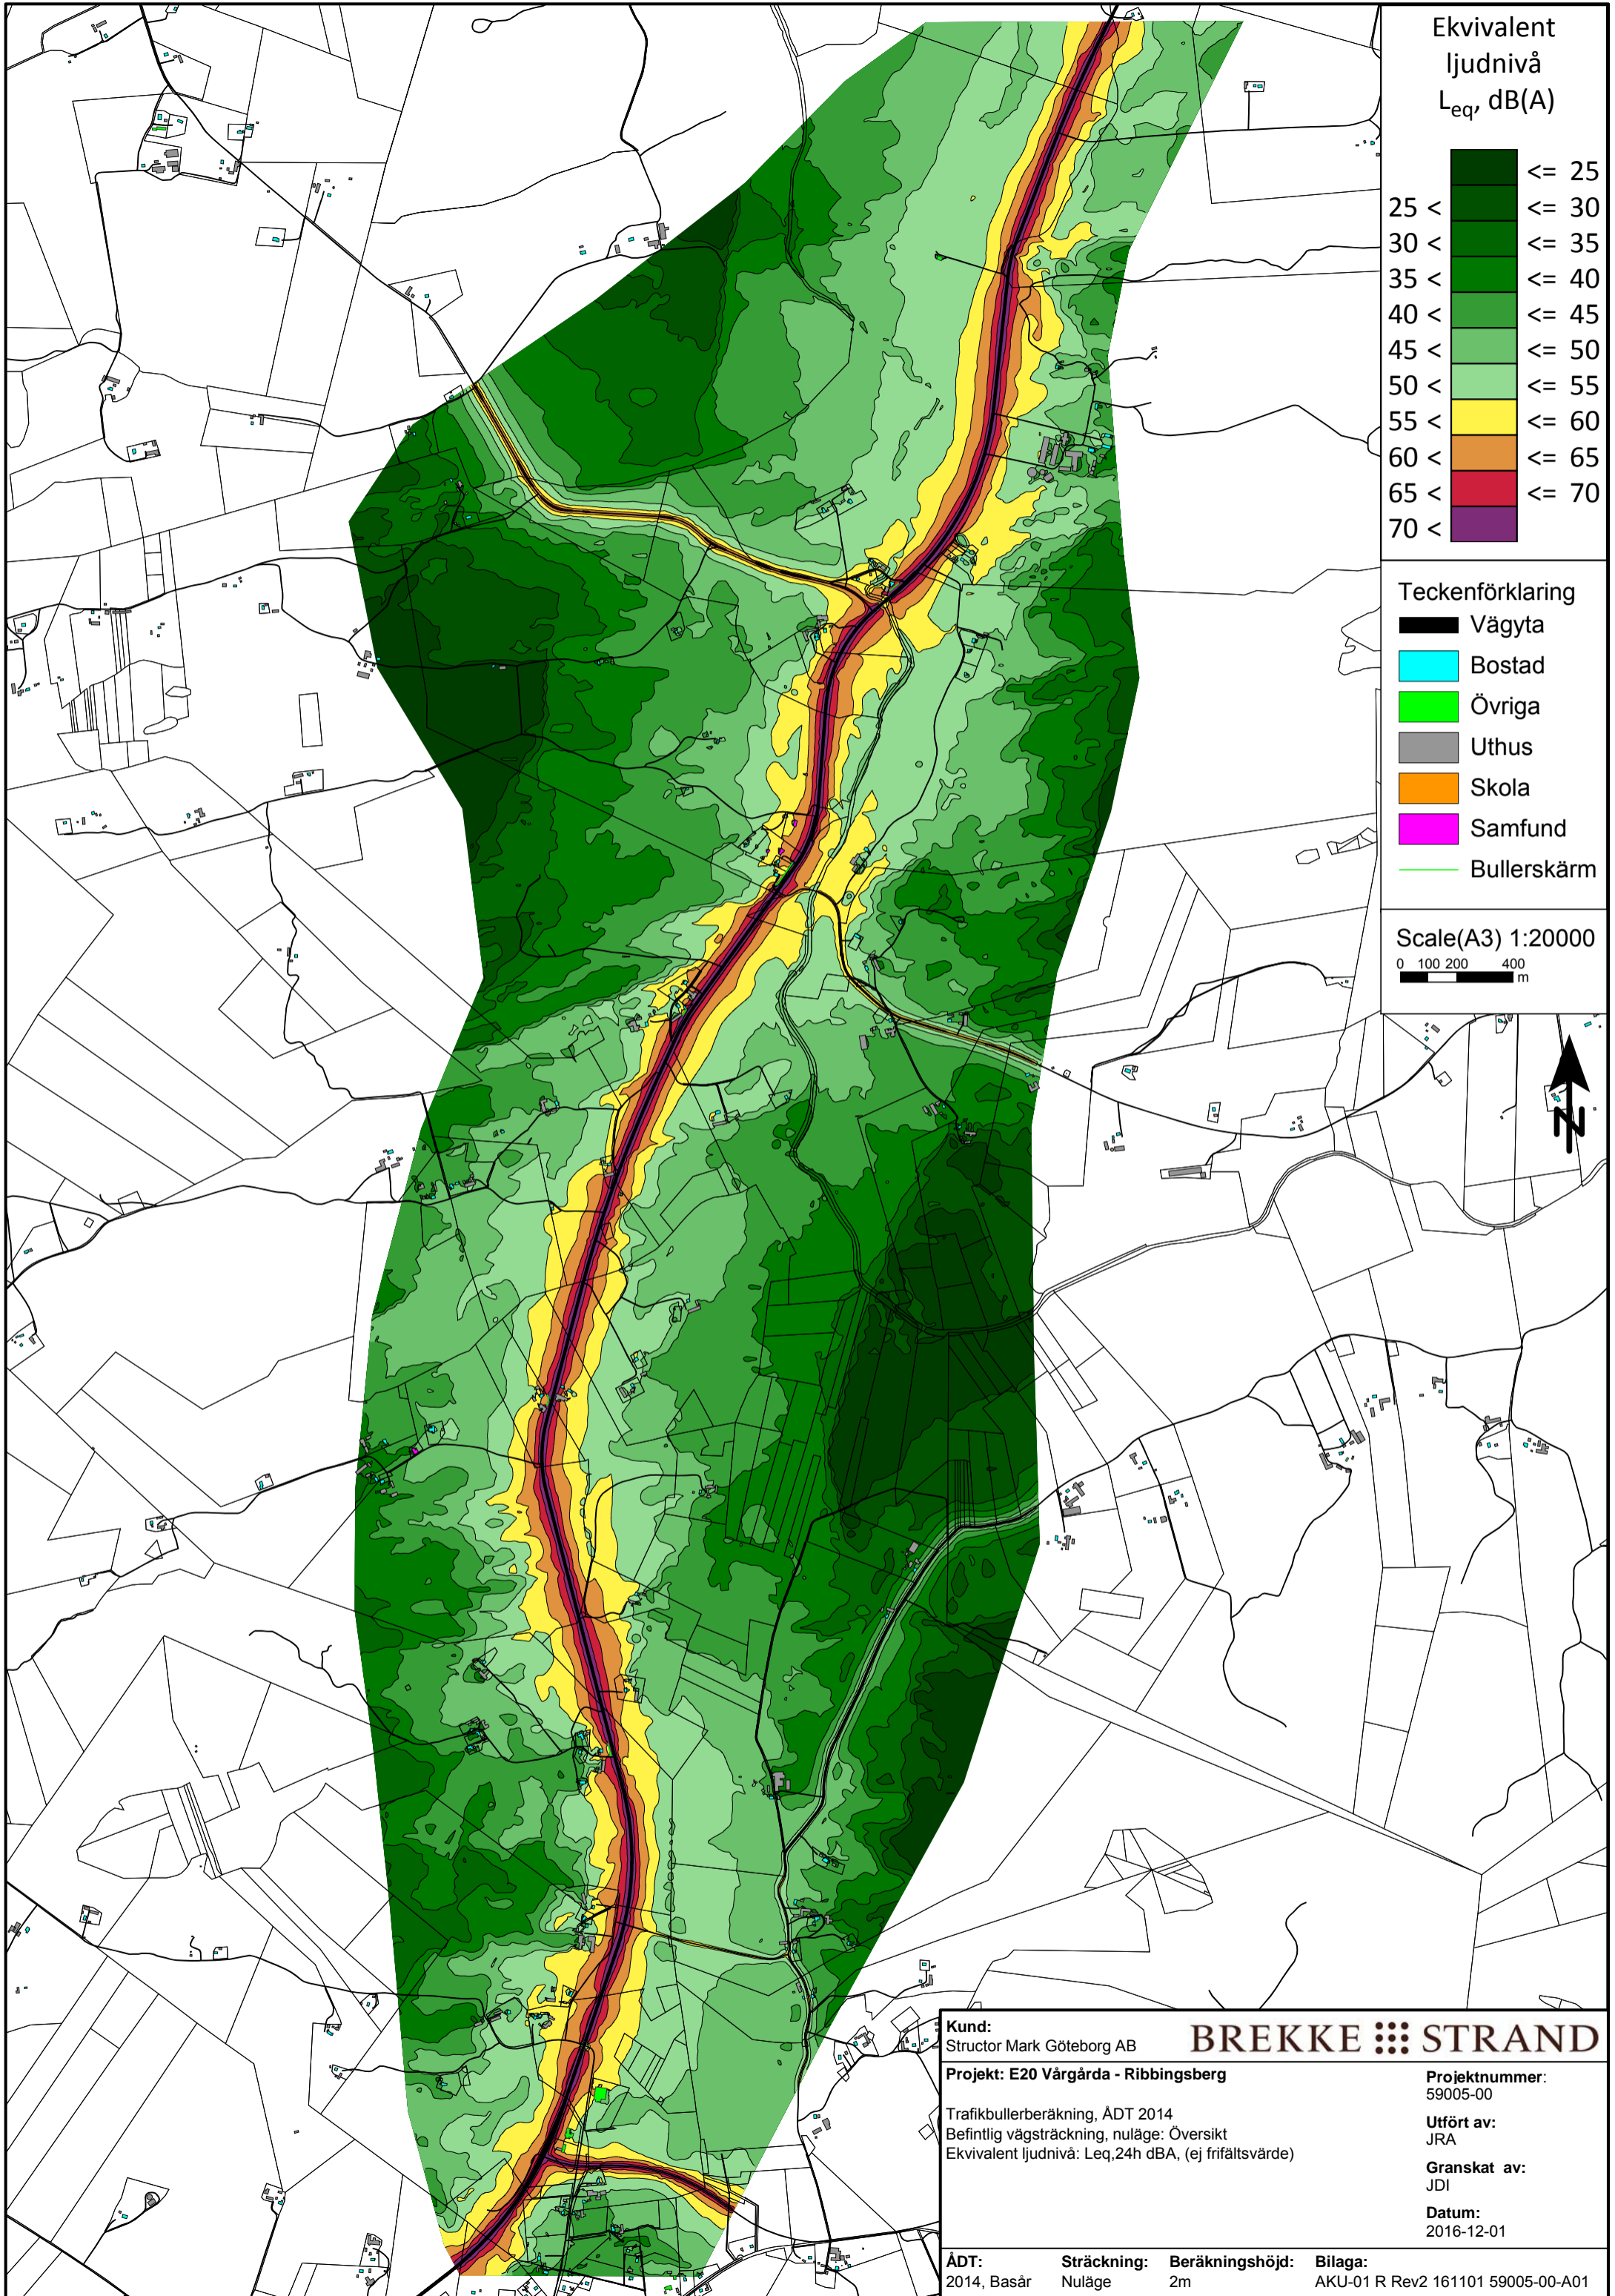 Ekvivalent
ljudnivå
Leq, dB(A)
<= 25
25 < <= 30
30 < <= 35
35 < <= 40
40 < <= 45
45 < <= 50
50 < <= 55
55 < <= 60
60 < <= 65
65 < <= 70
70 <
Teckenförklaring
Vägyta
Bostad
Övriga
Uthus
Skola
Samfund
Bullerskärm
Scale(A3) 1:20000
0 100 200 400
m
N
Kund:
Structor Mark Göteborg AB
BREKKE STRAND
Projekt: E20 Vårgårda - Ribbingsberg
Trafikbullerberäkning, ÅDT 2014
Befintlig vägsträckning, nuläge: Översikt
Ekvivalent ljudnivå: Leq,24h dBA, (ej frifältsvärde)
Projektnummer:
59005-00
Utfört av:
JRA
Granskat av:
JDI
Datum:
2016-12-01
ÅDT: Sträckning: Beräkningshöjd: Bilaga:
2014, Basår Nuläge 2m AKU-01 R Rev2 161101 59005-00-A01